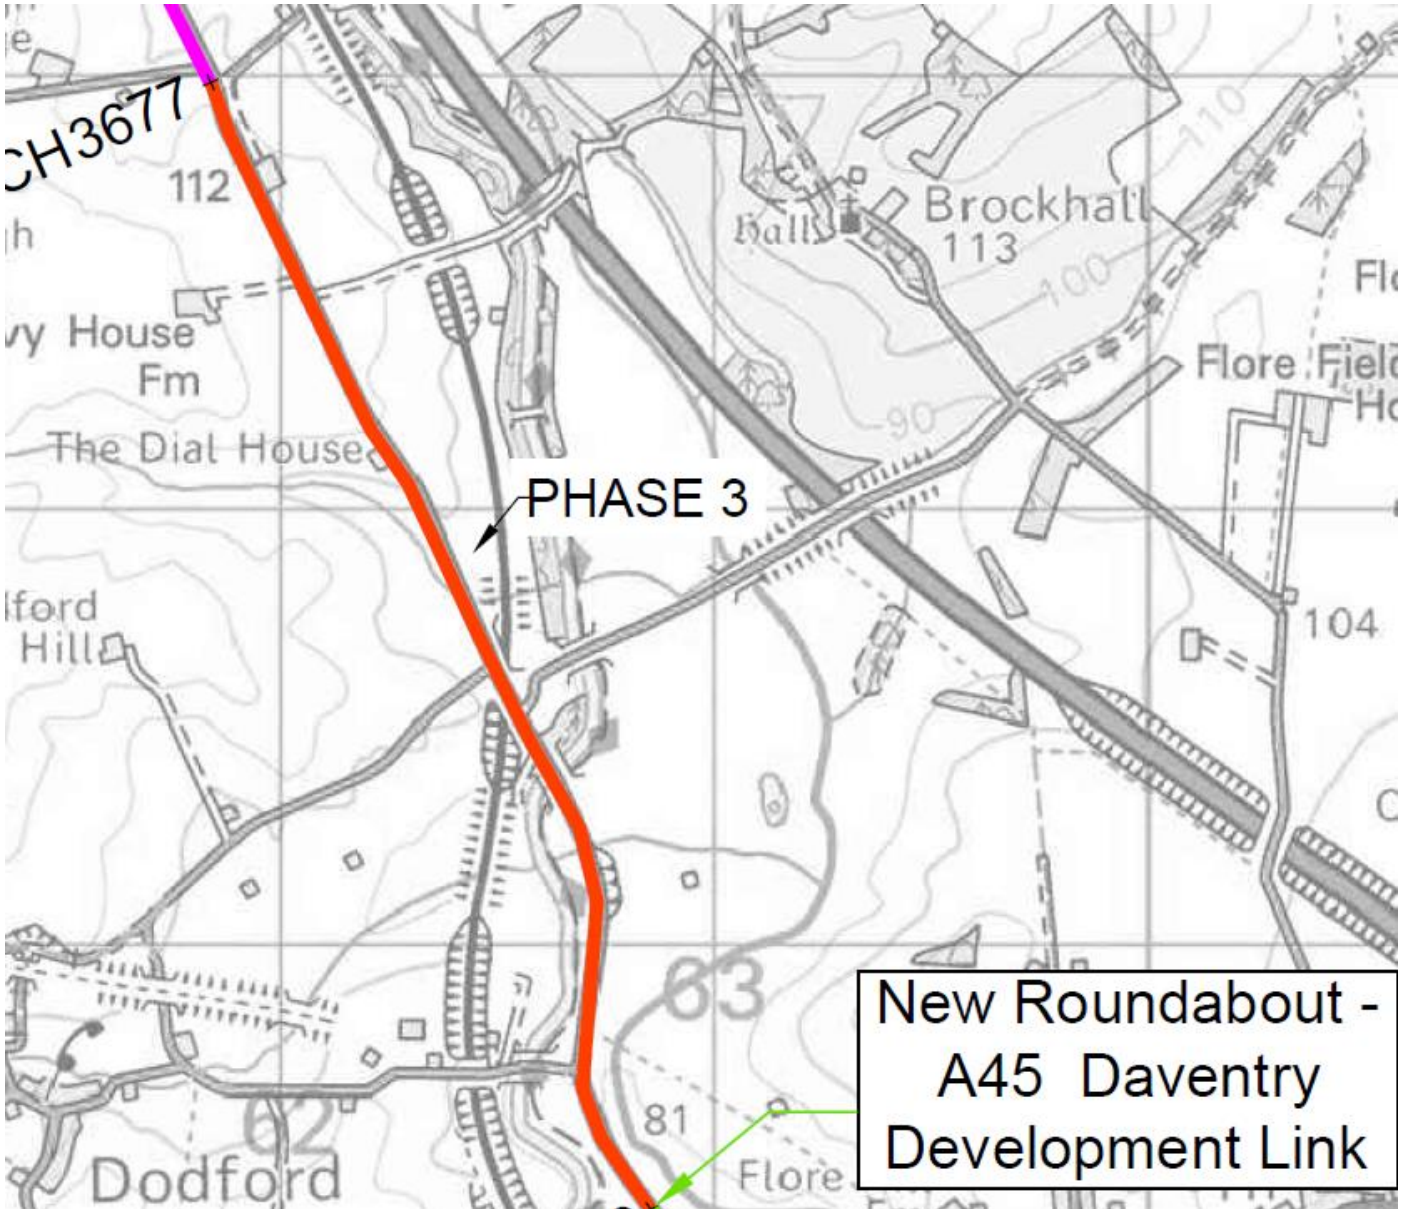 CH3677
112
Brockhall
113
Hall
110
100
vy House
Fm
Flore Field
The Dial House
90
PHASE 3
Hill
104
63
New Roundabout -
A45 Daventry
Development Link
81
62
Dodford
Flore